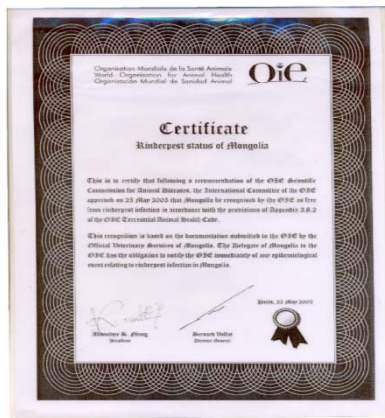 Organisation Mondiale de la Santé Animale
World Organisation for Animal Health
Organización Mundial de Sanidad Animal
OiE
Certificate
Rinderpest status of Mongolia
This is to certify that following a recommendation of the OIE Scientific
Commission for Animal Diseases, the International Committee of the OIE
approved on 23 May 2005 that Mongolia be recognised by the OIE as free
from rinderpest infection in accordance with the provisions of Appendix 3.8.2
of the OIE Terrestrial Animal Health Code.
This recognition is based on the documentation submitted to the OIE by the
Official Veterinary Services of Mongolia. The Delegate of Mongolia to the
OIE has the obligation to notify the OIE immediately of any epidemiological
event relating to rinderpest infection in Mongolia.
Paris, 23 May 2005
Bernard Vallat
President
Director General